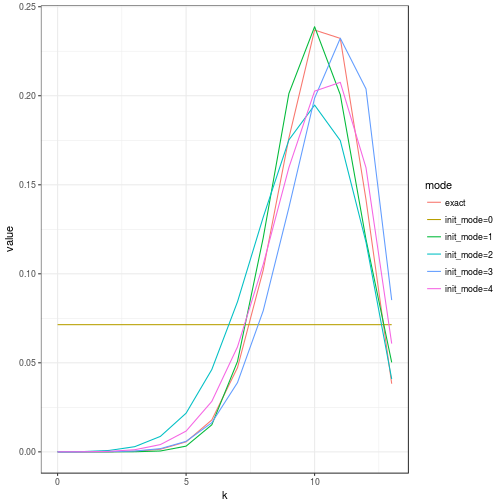 0.25
0.20
0.15
0.10
0.05
0.00
value
0
5
10
k
mode
exact
init_mode=0
init_mode=1
init_mode=2
init_mode=3
init_mode=4